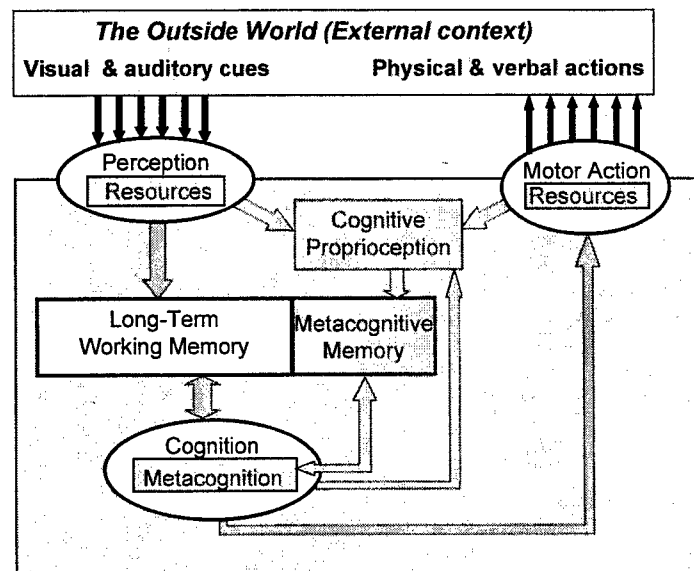 The Outside World (External context)
Visual & auditory cues
Physical & verbal actions
Perception
Resources
Motor Action
Resources
Cognitive
Proprioception
Long-Term
Working Memory
Metacognitive
Memory
Cognition
Metacognition